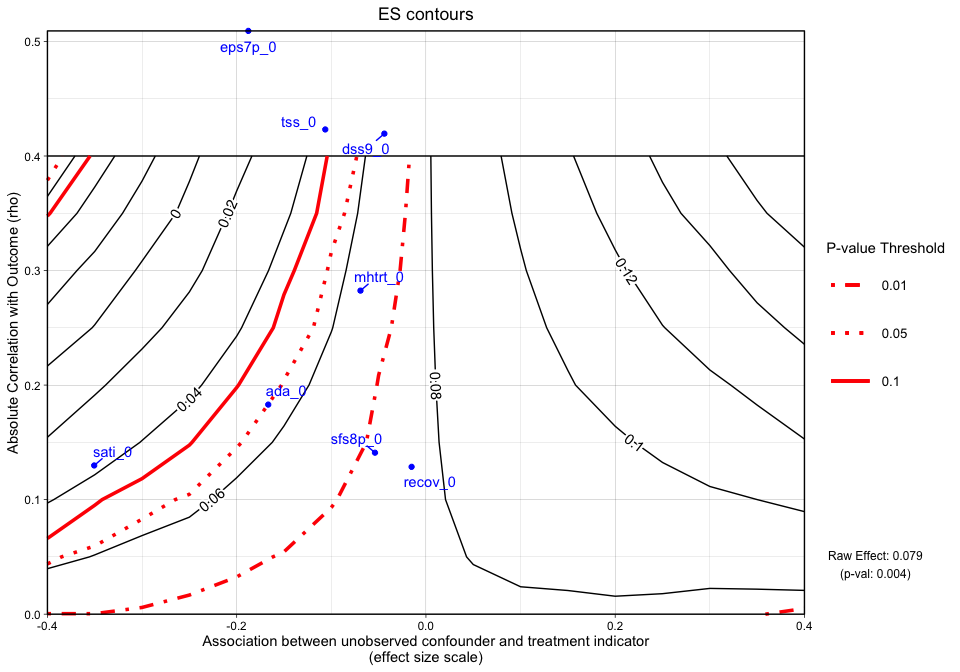 ES contours
0.5
eps7p_0
tss_0
dss9_0
0.4
0
0.02
0.12
0.3
mhtrt_0
Absolute Correlation with Outcome (rho)
0.2
0.04
ada_0
0.08
sati_0
sfs8p_0
0.1
recov_0
0.1
0.06
0.0
-0.4
-0.2
0.0
0.2
0.4
Association between unobserved confounder and treatment indicator
(effect size scale)
P-value Threshold
0.01
0.05
0.1
Raw Effect: 0.079
(p-val: 0.004)